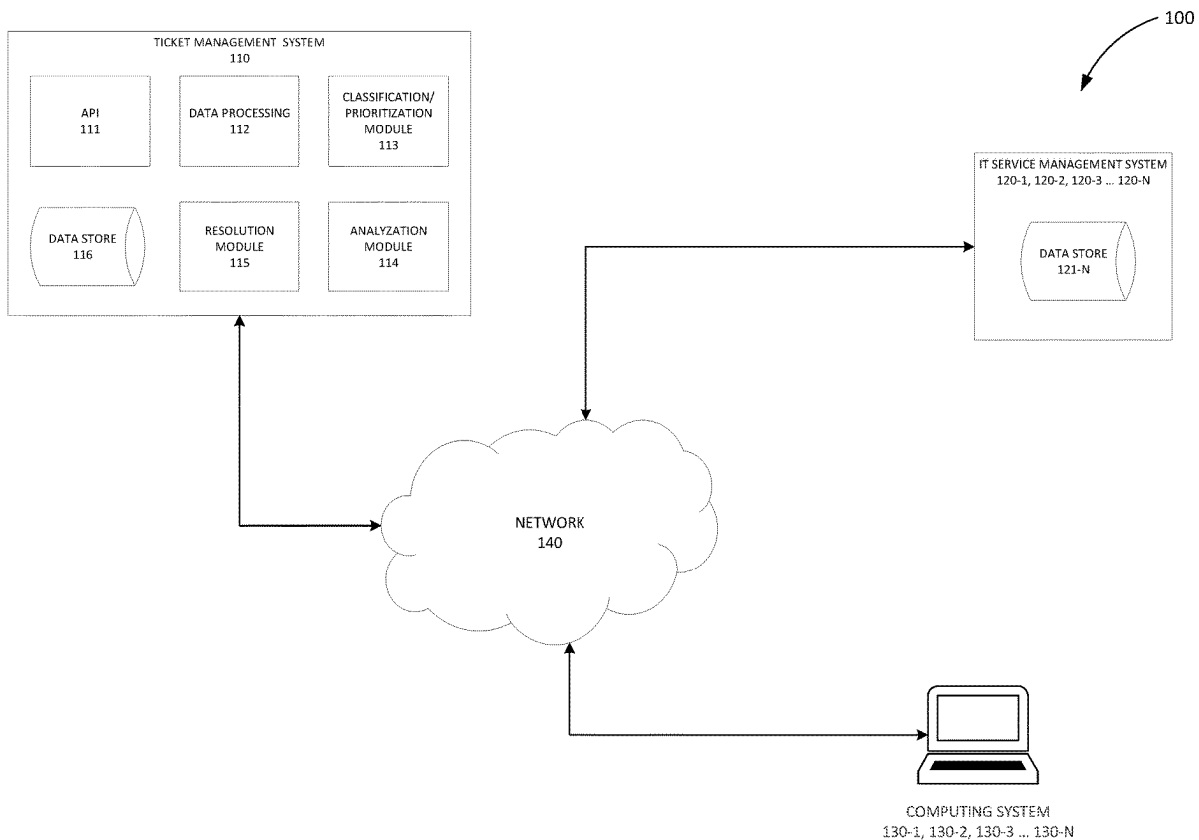 100
TICKET MANAGEMENT SYSTEM
110
API
111
DATA PROCESSING
112
CLASSIFICATION/
PRIORITIZATION
MODULE
113
DATA STORE
116
RESOLUTION
MODULE
115
ANALYZATION
MODULE
114
IT SERVICE MANAGEMENT SYSTEM
120-1, 120-2, 120-3 ... 120-N
DATA STORE
121-N
NETWORK
140
COMPUTING SYSTEM
130-1, 130-2, 130-3 ... 130-N